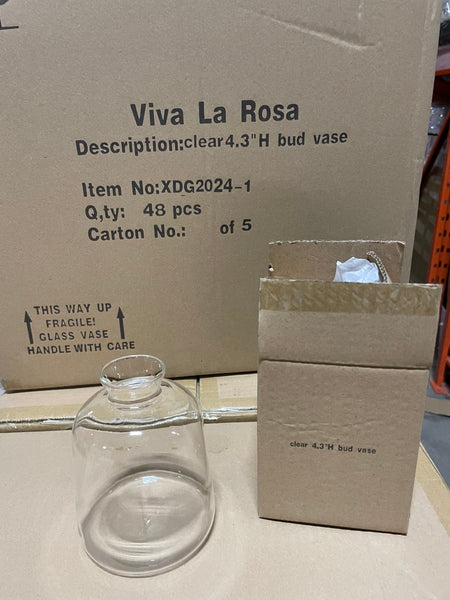 Viva La Rosa
Description:clear4.3"H bud vase
Item No:XDG2024-1
Q,ty: 48 pcs
Carton No.: of 5
THIS WAY UP
FRAGILE!
GLASS VASE
HANDLE WITH CARE
clear 4.3"H bud vase